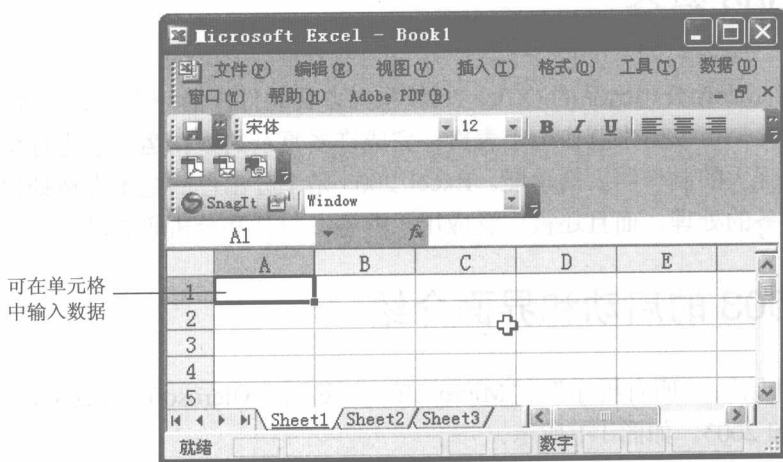 Microsoft Excel - Book1
文件(F) 编辑(E) 视图(V) 插入(I) 格式(O) 工具(T) 数据(D)
窗口(W) 帮助(H) Adobe PDF(B)
宋体 12 B I U
SnagIt Window
A1 fx
A B C D E
1
可在单元格
中输入数据
2
3
4
5
Sheet1 Sheet2 Sheet3
就绪 数字